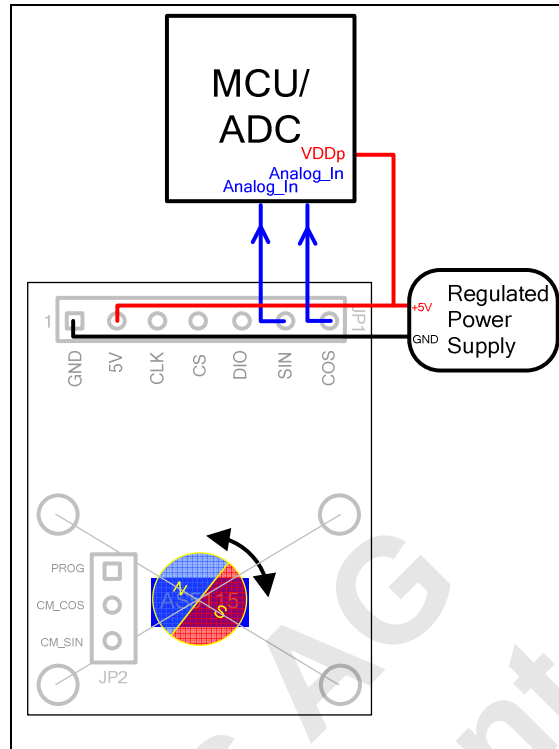 MCU/
ADC
VDDp
Analog_In
Analog_In
Regulated
Power
Supply
+5V
GND
1
JP1
GND
5V
CLK
CS
DIO
SIN
COS
PROG
CM_COS
CM_SIN
JP2
N
S
AG